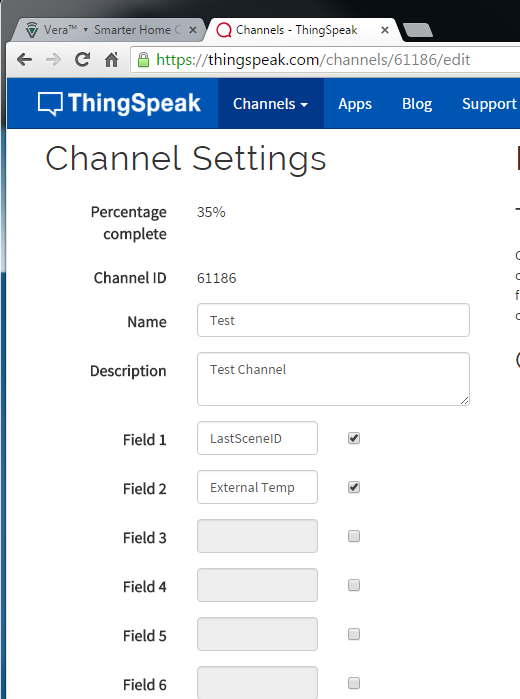 Vera™ - Smarter Home C
Channels - ThingSpeak
https://thingspeak.com/channels/61186/edit
ThingSpeak Channels Apps Blog Support
Channel Settings
Percentage complete 35%
Channel ID 61186
Name Test
Description Test Channel
Field 1 LastSceneID
Field 2 External Temp
Field 3
Field 4
Field 5
Field 6